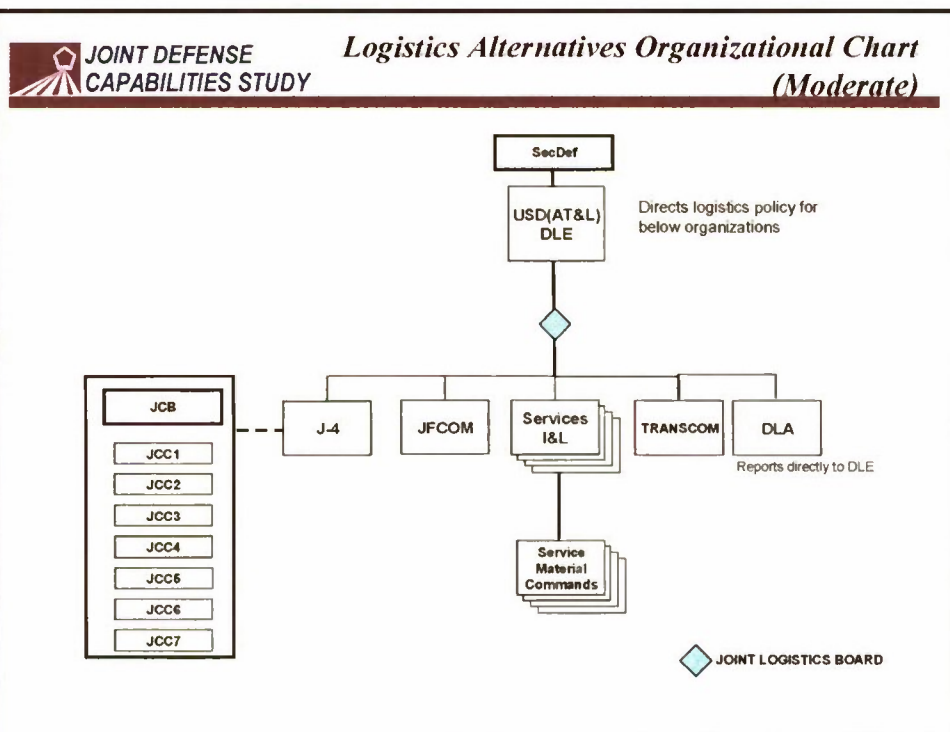 JOINT DEFENSE
CAPABILITIES STUDY
Logistics Alternatives Organizational Chart
(Moderate)
SecDef
USD(AT&L)
DLE
Directs logistics policy for
below organizations
JCB
JCC1
JCC2
JCC3
JCC4
JCC5
JCC6
JCC7
J-4
JFCOM
Services
I&L
TRANSCOM
DLA
Reports directly to DLE
Service
Material
Commands
JOINT LOGISTICS BOARD